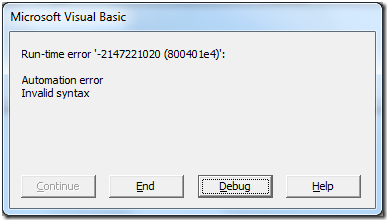 Microsoft Visual Basic
Run-time error '-2147221020 (800401e4)':
Automation error
Invalid syntax
Continue End Debug Help